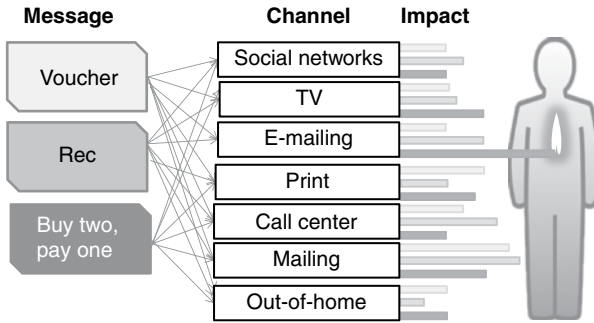 Message
Channel
Impact
Voucher
Rec
Buy two,
pay one
Social networks
TV
E-mailing
Print
Call center
Mailing
Out-of-home